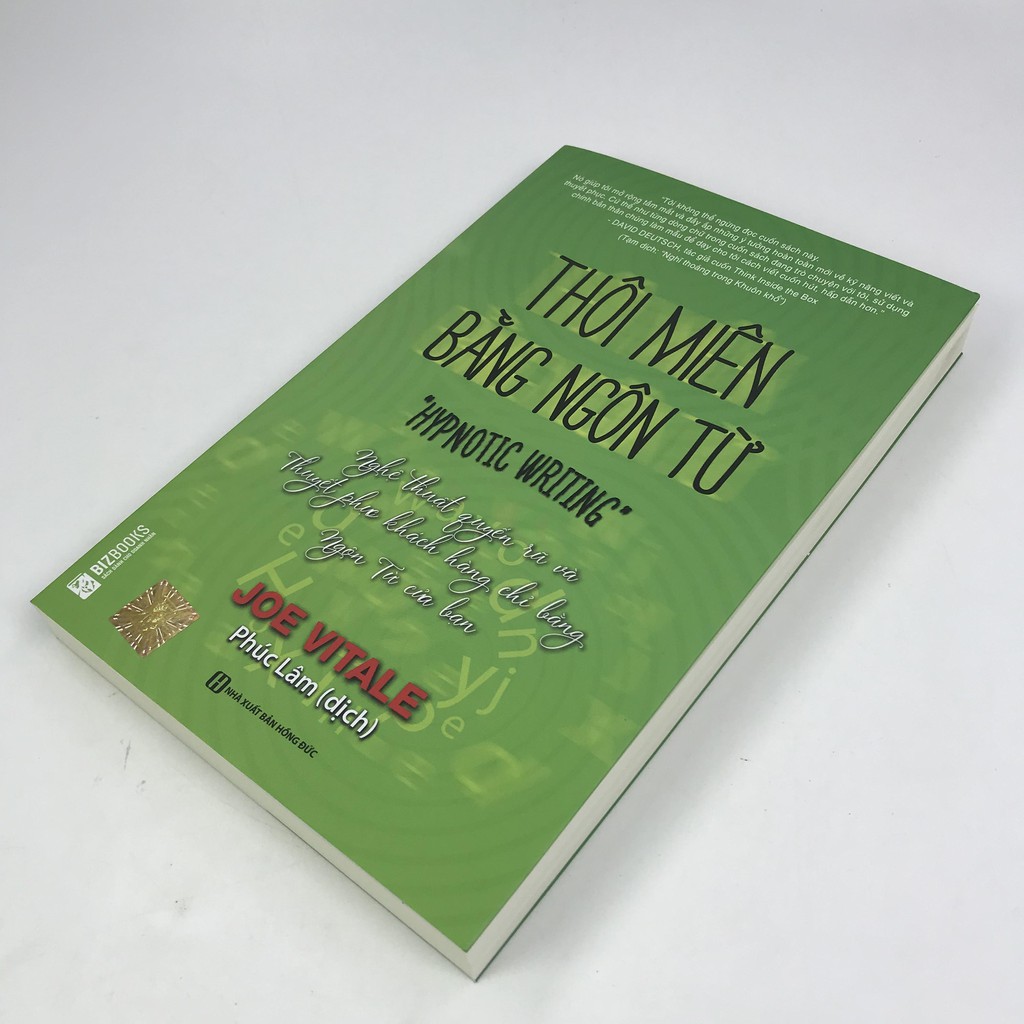 "Tôi không thể ngừng đọc cuốn sách này.
Nó giúp tôi mở rộng tầm mắt và đầy ắp những ý tưởng hoàn toàn mới về kỹ năng viết và
thuyết phục. Cứ thể như từng dòng chữ trong cuốn sách đang trò chuyện với tôi, sử dụng
chính bản thân chúng làm mẫu để dạy cho tôi cách viết cuốn hút, hấp dẫn hơn."
- DAVID DEUTSCH, tác giả cuốn Think Inside the Box
(Tạm dịch: "Nghĩ thoáng trong Khuôn khổ")
THÔI MIÊN
BẰNG NGÔN TỪ
"HYPNOTIC WRITING"
Nghệ thuật quyến rũ và
thuyết phục khách hàng chỉ bằng
Ngôn Từ của bạn
JOE VITALE
Phúc Lâm (dịch)
NHÀ XUẤT BẢN HỒNG ĐỨC
BIZBOOKS
SÁCH DÀNH CHO DOANH NHÂN